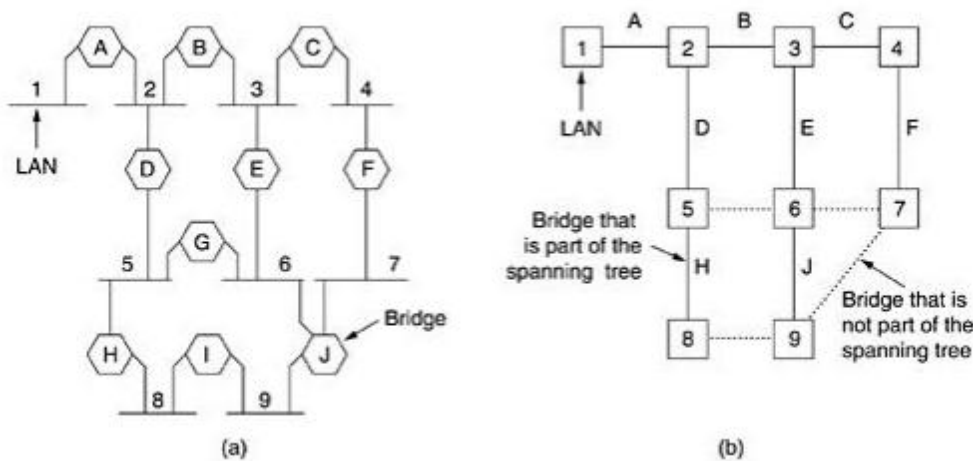 A B C
1 2 3 4
LAN
D E F
G
5 6 7
Bridge
H I J
8 9
(a)
A B C
1 2 3 4
LAN
D E F
5 6 7
Bridge that
is part of the
spanning tree
H J
Bridge that is
not part of the
spanning tree
8 9
(b)